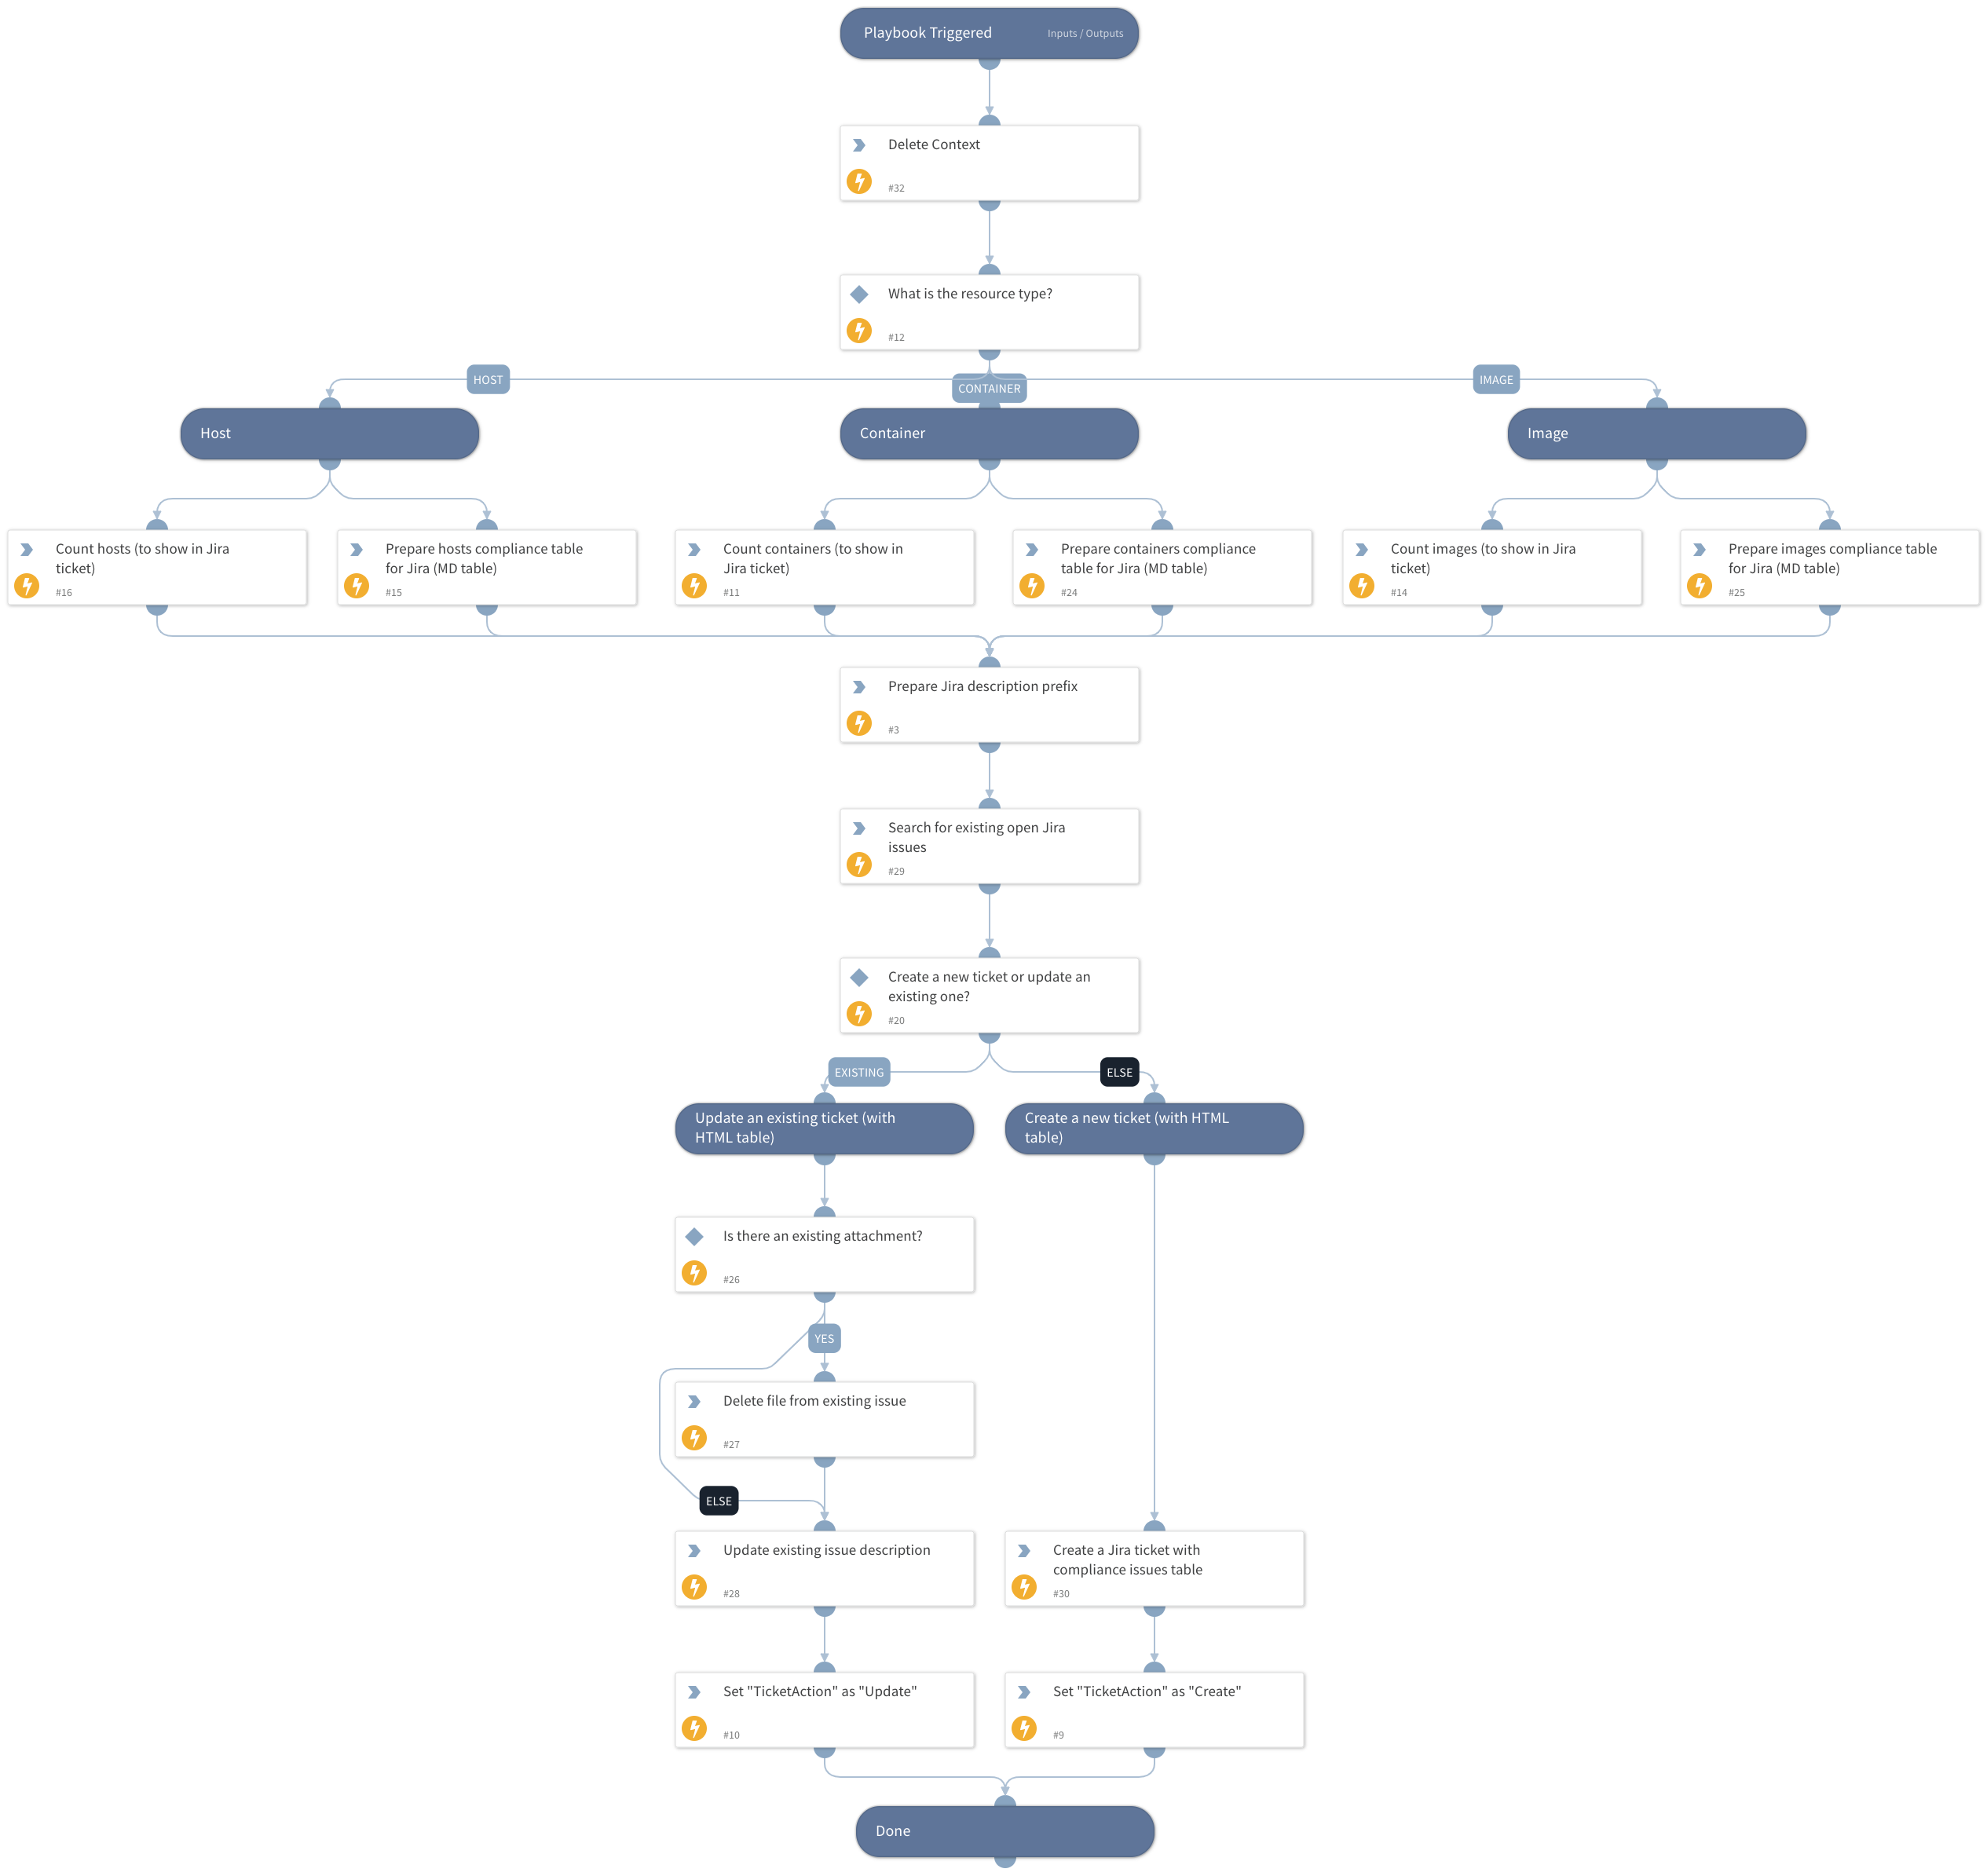 Playbook Triggered
Inputs / Outputs
Delete Context
#32
What is the resource type?
#12
HOST
CONTAINER
IMAGE
Host
Container
Image
Count hosts (to show in Jira
ticket)
#16
Prepare hosts compliance table
for Jira (MD table)
#15
Count containers (to show in
Jira ticket)
#11
Prepare containers compliance
table for Jira (MD table)
#24
Count images (to show in Jira
ticket)
#14
Prepare images compliance table
for Jira (MD table)
#25
Prepare Jira description prefix
#3
Search for existing open Jira
issues
#29
Create a new ticket or update an
existing one?
#20
EXISTING
ELSE
Update an existing ticket (with
HTML table)
Create a new ticket (with HTML
table)
Is there an existing attachment?
#26
YES
Delete file from existing issue
#27
ELSE
Update existing issue description
#28
Create a Jira ticket with
compliance issues table
#30
Set "TicketAction" as "Update"
#10
Set "TicketAction" as "Create"
#9
Done